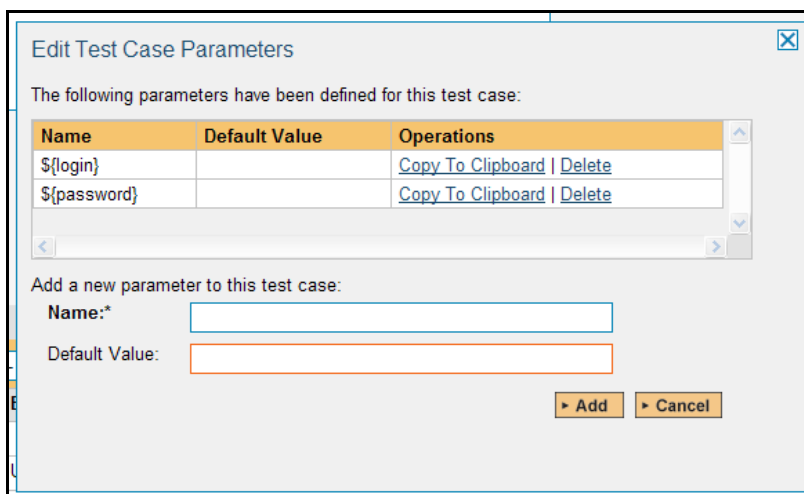 Edit Test Case Parameters
The following parameters have been defined for this test case:
Name Default Value Operations
${login} Copy To Clipboard | Delete
${password} Copy To Clipboard | Delete
Add a new parameter to this test case:
Name:*
Default Value:
Add Cancel